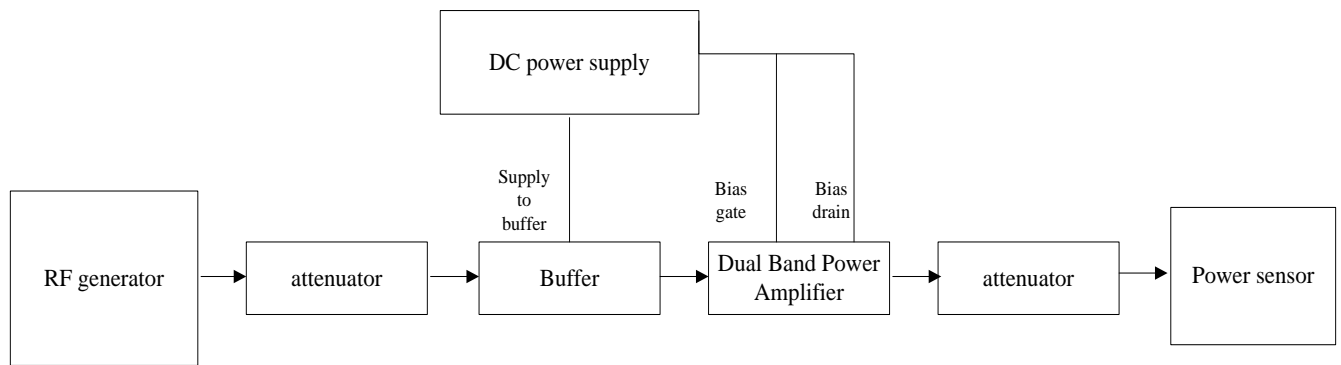 DC power supply
Supply
to
buffer
Bias
gate
Bias
drain
RF generator
attenuator
Buffer
Dual Band Power
Amplifier
attenuator
Power sensor